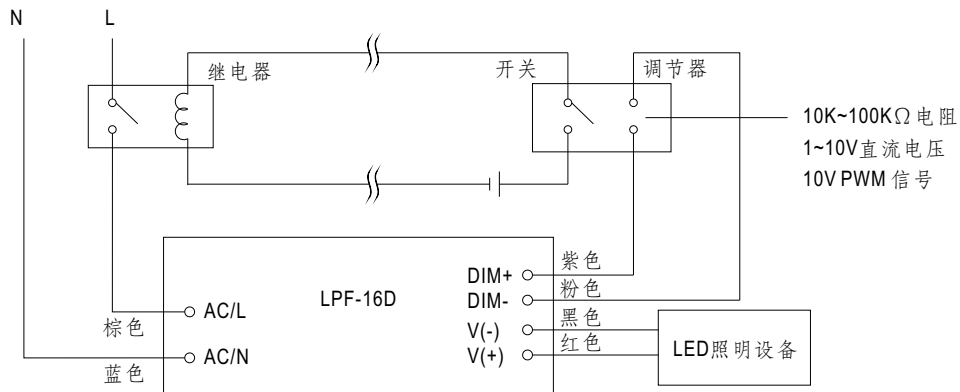 N L
继电器
开关
调节器
10K~100KΩ电阻
1~10V直流电压
10V PWM 信号
LPF-16D
DIM+
紫色
DIM-
粉色
V(-)
黑色
V(+)
红色
LED照明设备
AC/L
棕色
AC/N
蓝色